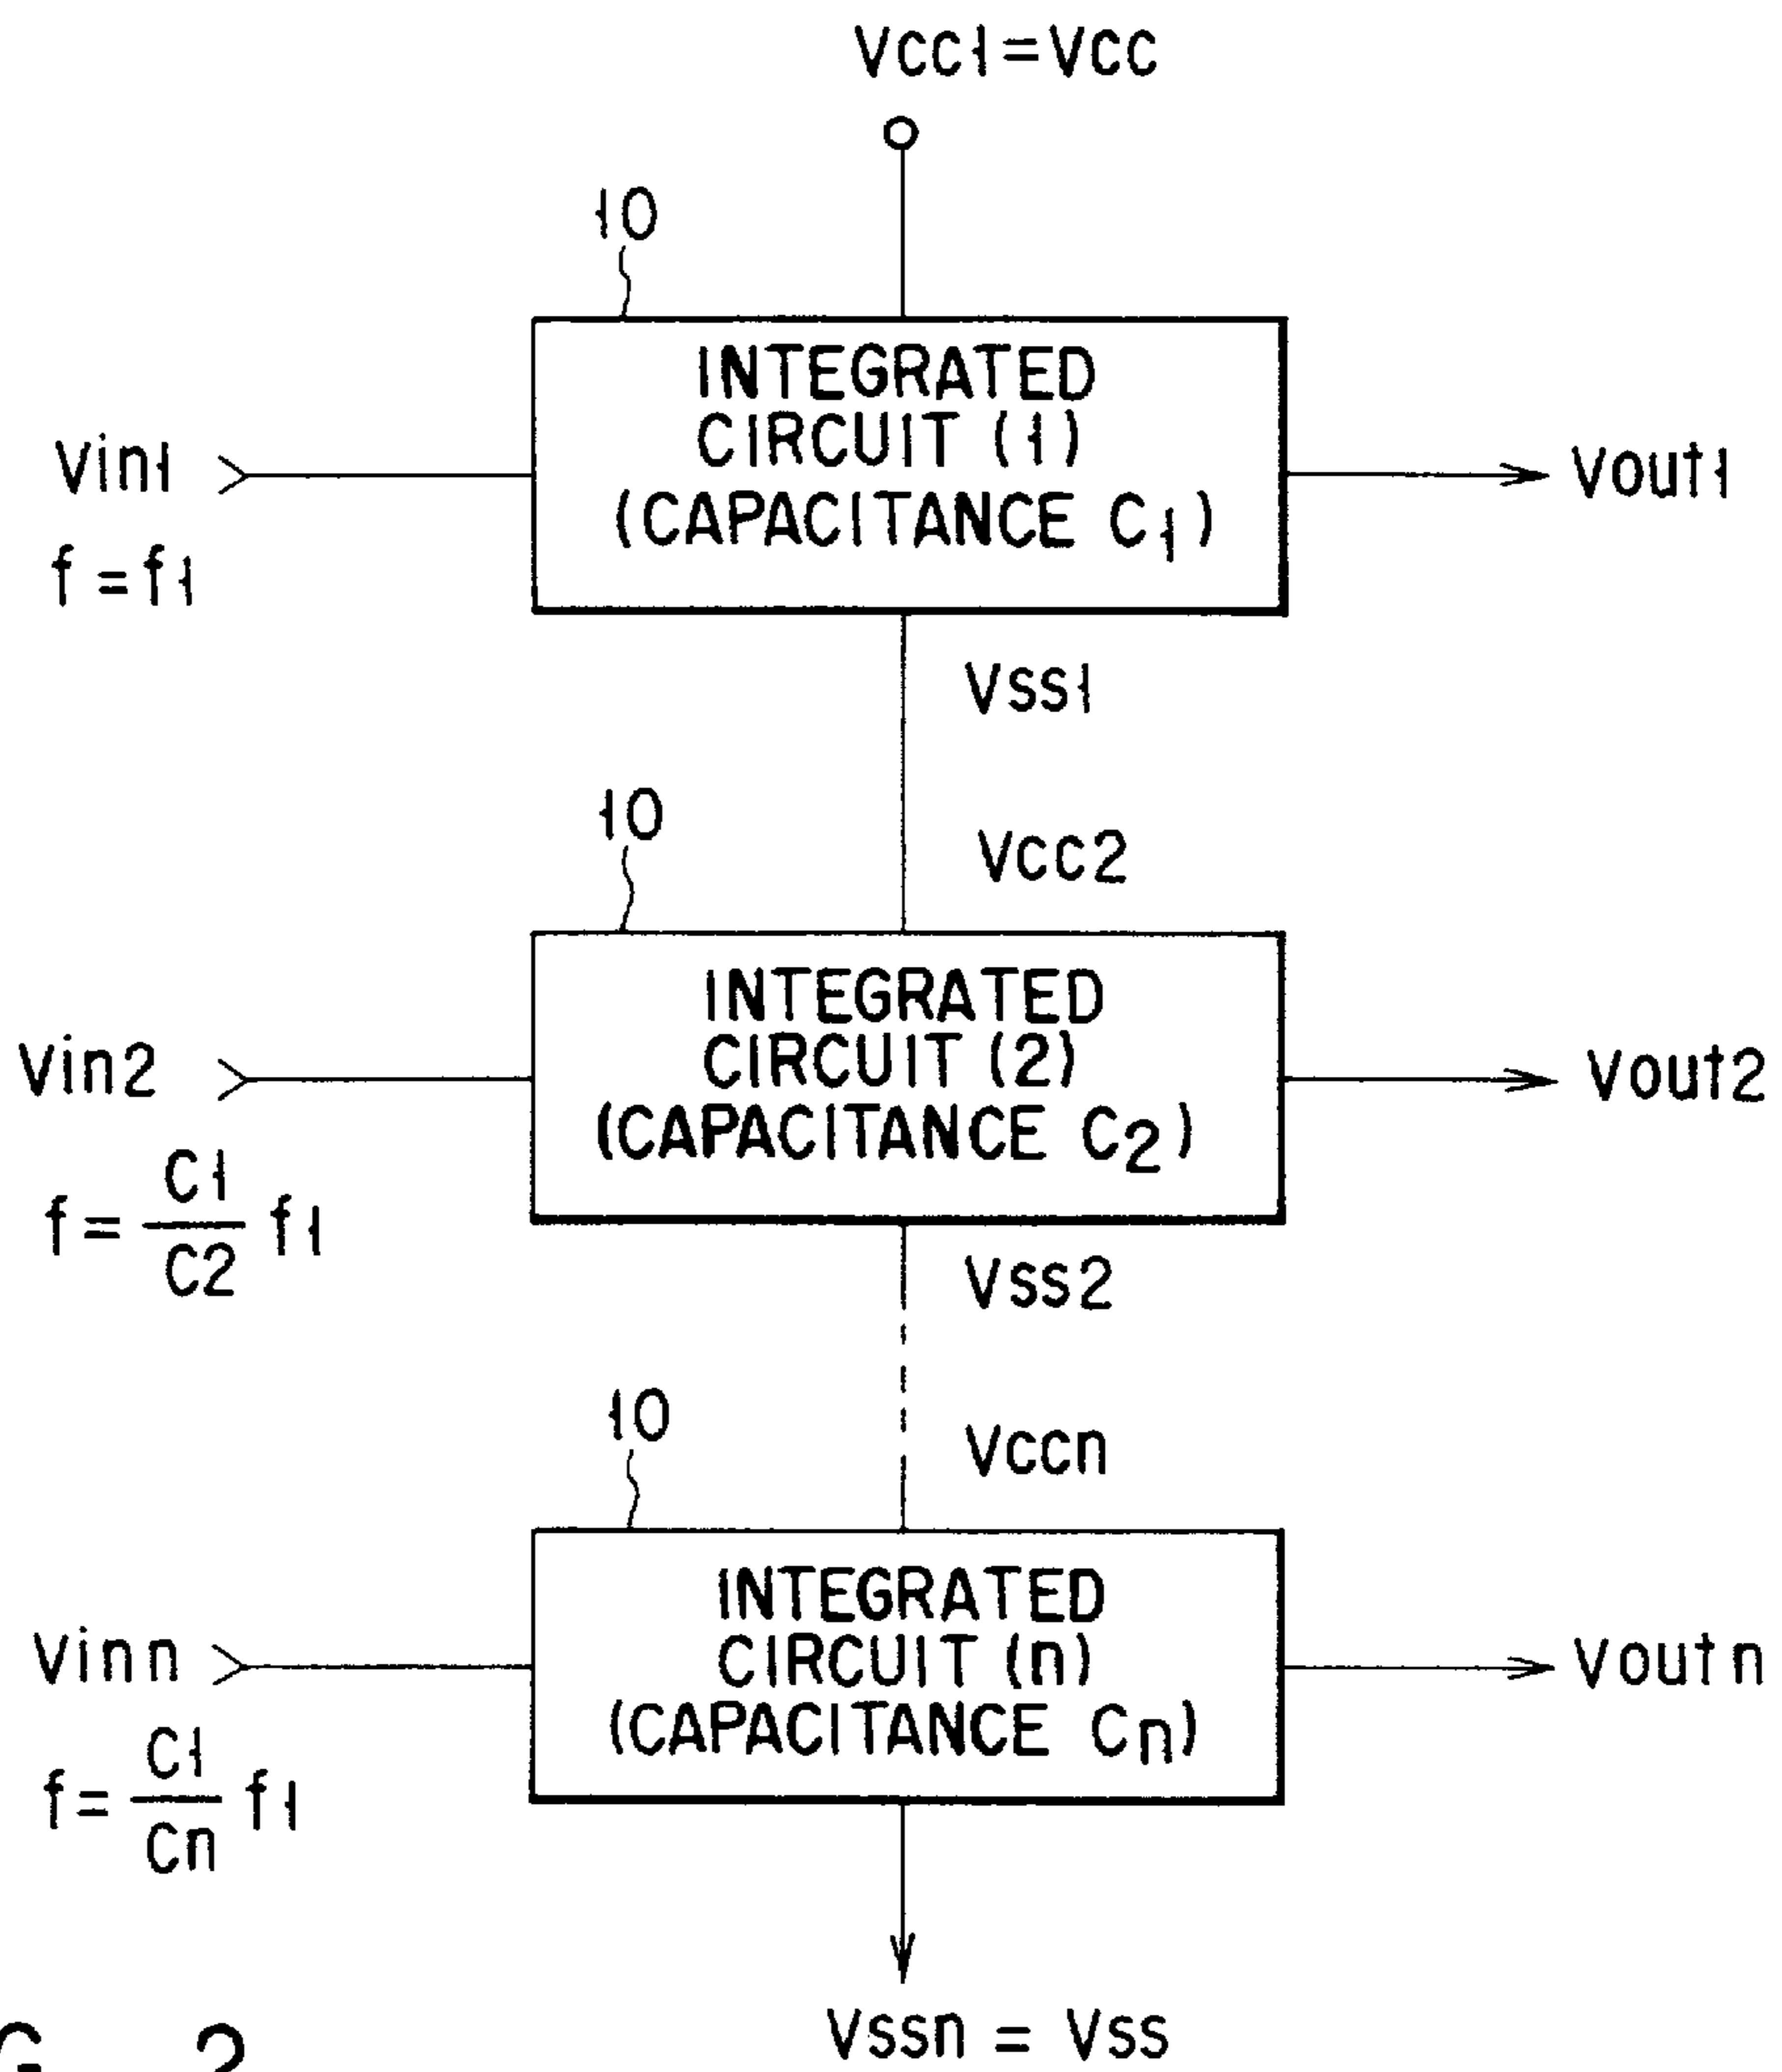 Vcc1=Vcc
10
INTEGRATED
CIRCUIT (1)
(CAPACITANCE C1)
Vin1
f=f1
Vout1
Vss1
10
Vcc2
INTEGRATED
CIRCUIT (2)
(CAPACITANCE C2)
Vin2
f= C1/C2 f1
Vout2
Vss2
10
Vccn
INTEGRATED
CIRCUIT (n)
(CAPACITANCE Cn)
Vinn
f= C1/Cn f1
Voutn
Vssn = Vss
2